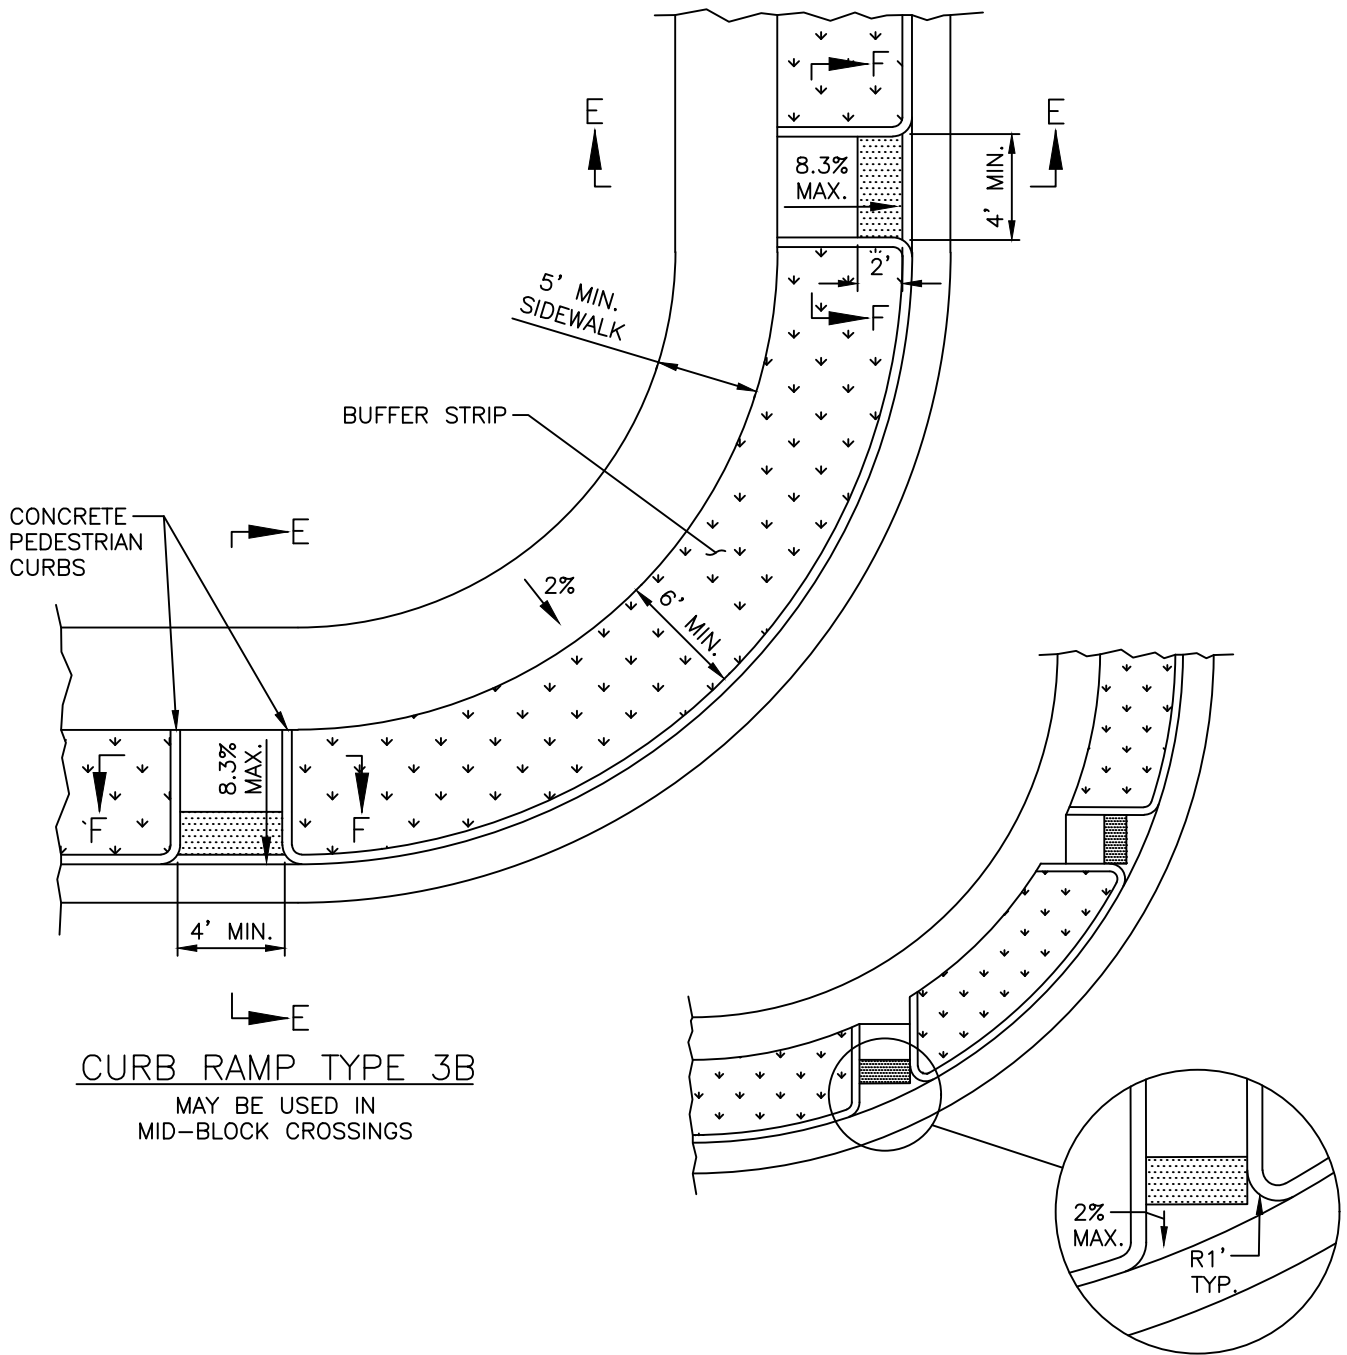 F
E
E
8.3%
MAX.
4' MIN.
2'
F
5' MIN.
SIDEWALK
BUFFER STRIP
CONCRETE
PEDESTRIAN
CURBS
E
2%
6' MIN.
8.3%
MAX.
F
F
4' MIN.
E
CURB RAMP TYPE 3B
MAY BE USED IN
MID-BLOCK CROSSINGS
2%
MAX.
R1'
TYP.